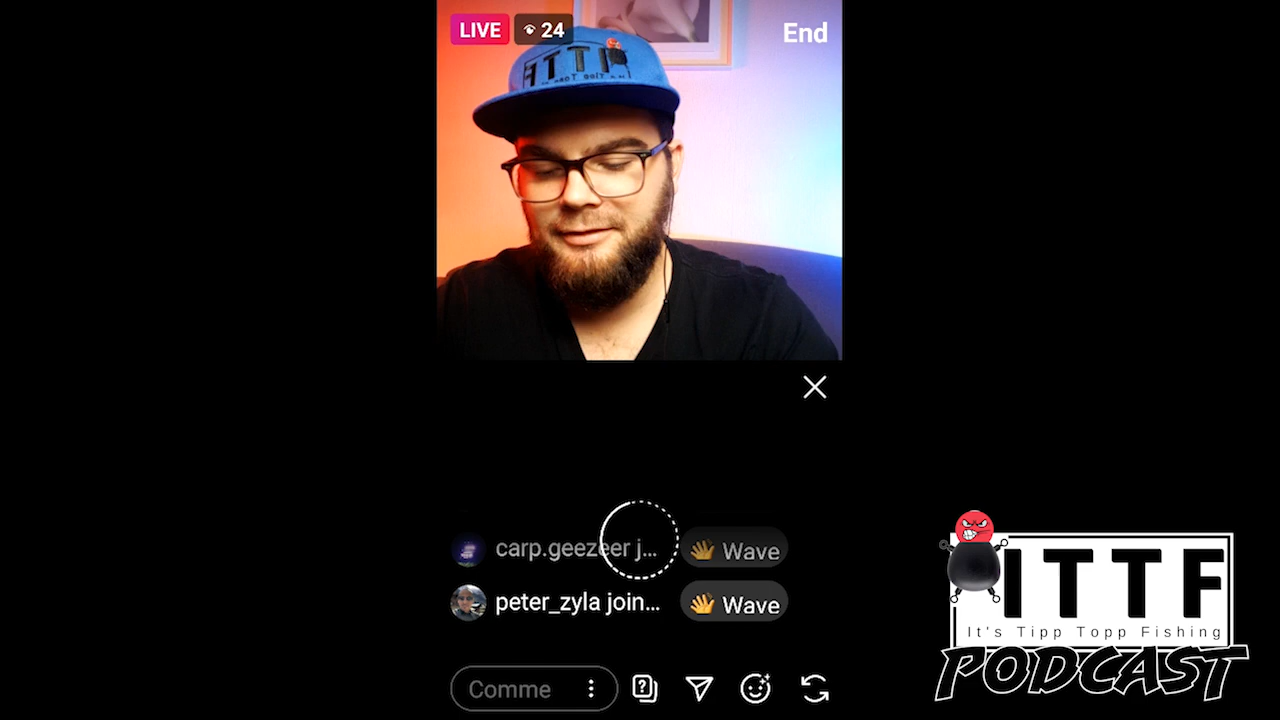 LIVE 24 End
ITTF
carp.geezeer j... Wave
peter_zyla join... Wave
Comme
ITTF
It's Tipp Topp Fishing
PODCAST